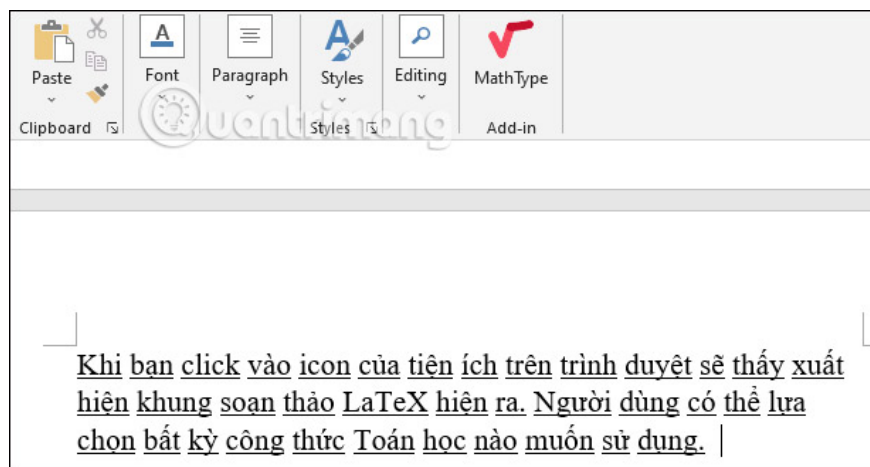 Paste
Font
Paragraph
Styles
Editing
MathType
Clipboard
Styles
Add-in
Quantrimang
Khi bạn click vào icon của tiện ích trên trình duyệt sẽ thấy xuất
hiện khung soạn thảo LaTeX hiện ra. Người dùng có thể lựa
chọn bất kỳ công thức Toán học nào muốn sử dụng.